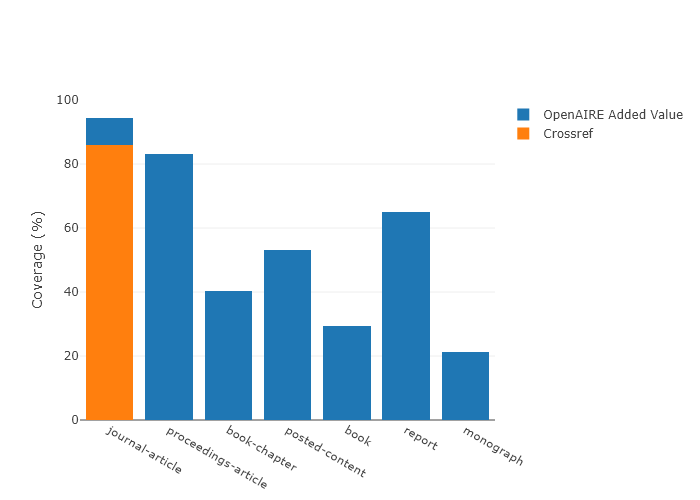 100
80
60
40
20
0
Coverage (%)
OpenAIRE Added Value
Crossref
journal-article
proceedings-article
book-chapter
posted-content
book
report
monograph